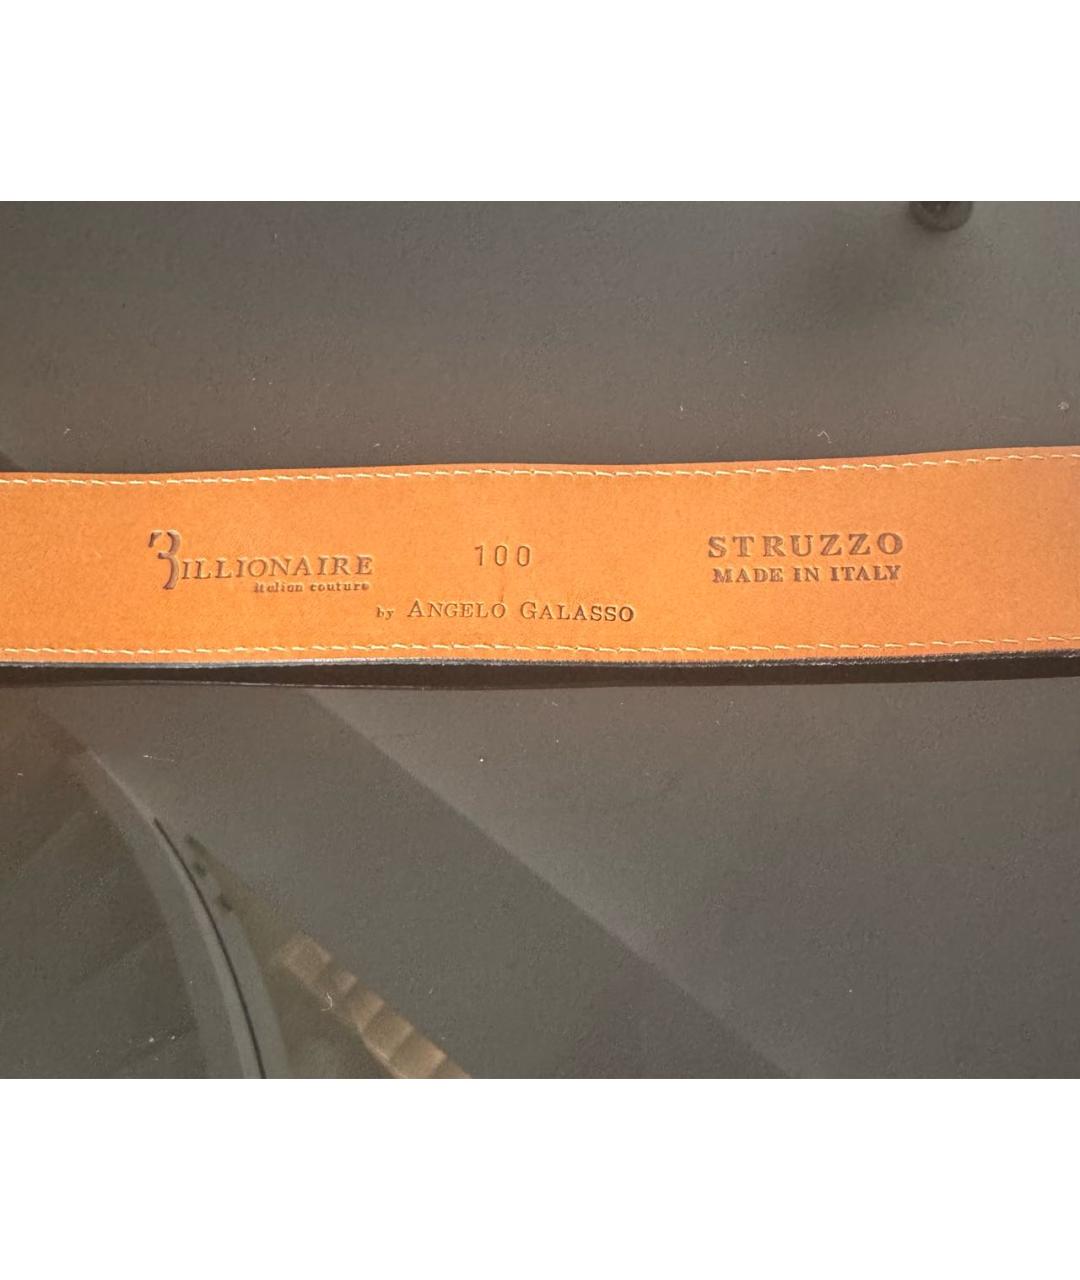 BILLIONAIRE
italian couture
100
by ANGELO GALASSO
STRUZZO
MADE IN ITALY